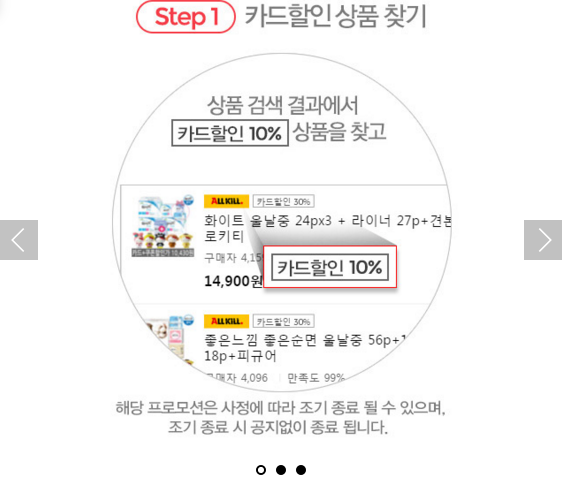 Step 1 카드할인 상품 찾기
상품 검색 결과에서
카드할인 10% 상품을 찾고
ALL KILL. 카드할인 30%
화이트 울날중 24px3 + 라이너 27p+견본
로키티
구매자 4,15
14,900원
카드할인 10%
ALL KILL. 카드할인 30%
좋은느낌 좋은순면 울날중 56p+1
18p+피규어
구매자 4,096 만족도 99%
해당 프로모션은 사정에 따라 조기 종료 될 수 있으며,
조기 종료 시 공지없이 종료 됩니다.